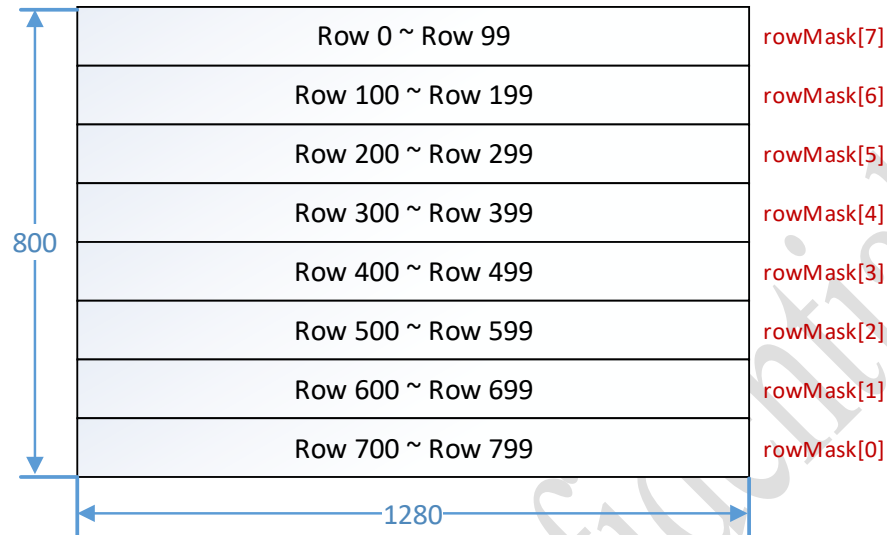 Row 0 ~ Row 99 rowMask[7]
Row 100 ~ Row 199 rowMask[6]
Row 200 ~ Row 299 rowMask[5]
Row 300 ~ Row 399 rowMask[4]
800
Row 400 ~ Row 499 rowMask[3]
Row 500 ~ Row 599 rowMask[2]
Row 600 ~ Row 699 rowMask[1]
Row 700 ~ Row 799 rowMask[0]
1280